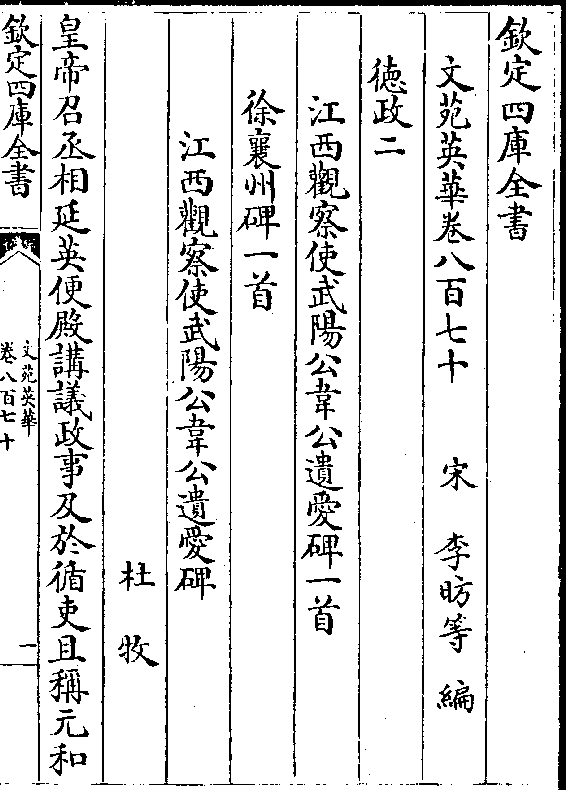 欽定四庫全書
文苑英華卷八百七十 宋 李昉等 編
徳政二
江西觀察使武陽公韋公遺愛碑一首
徐襄州碑一首
江西觀察使武陽公韋公遺愛碑
杜牧
皇帝召丞相延英便殿講議政事及於循吏且稱元和
欽定四庫全書
文苑英華
卷八百七十
一